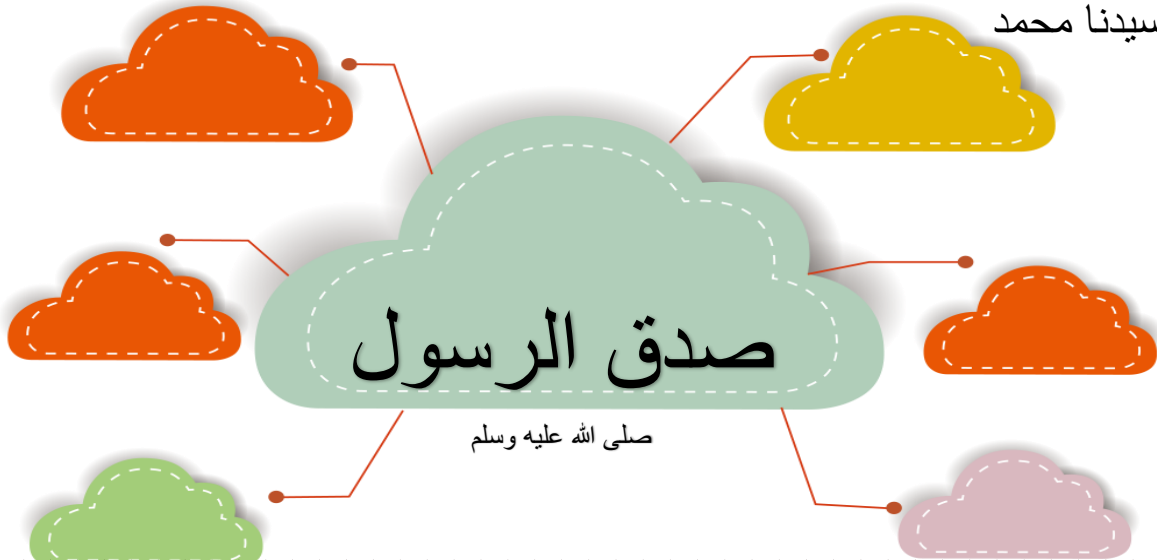 سيدنا محمد
صدق الرسول
صلى الله عليه وسلم